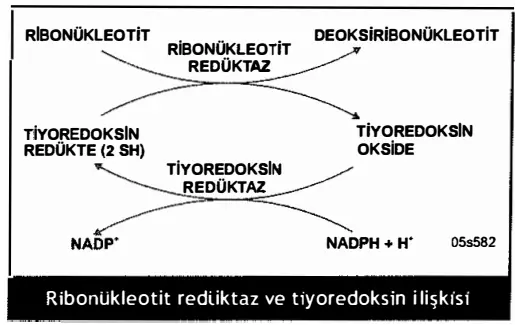 RİBONÜKLEOTİT
DEOKSİRİBONÜKLEOTİT
RİBONÜKLEOTİT
REDÜKTAZ
TİYOREDOKSİN
REDÜKTE (2 SH)
TİYOREDOKSİN
OKSİDE
TİYOREDOKSİN
REDÜKTAZ
NADP⁺
NADPH + H⁺
05s582
Ribonükleotit redüktaz ve tiyoredoksin ilişkisi